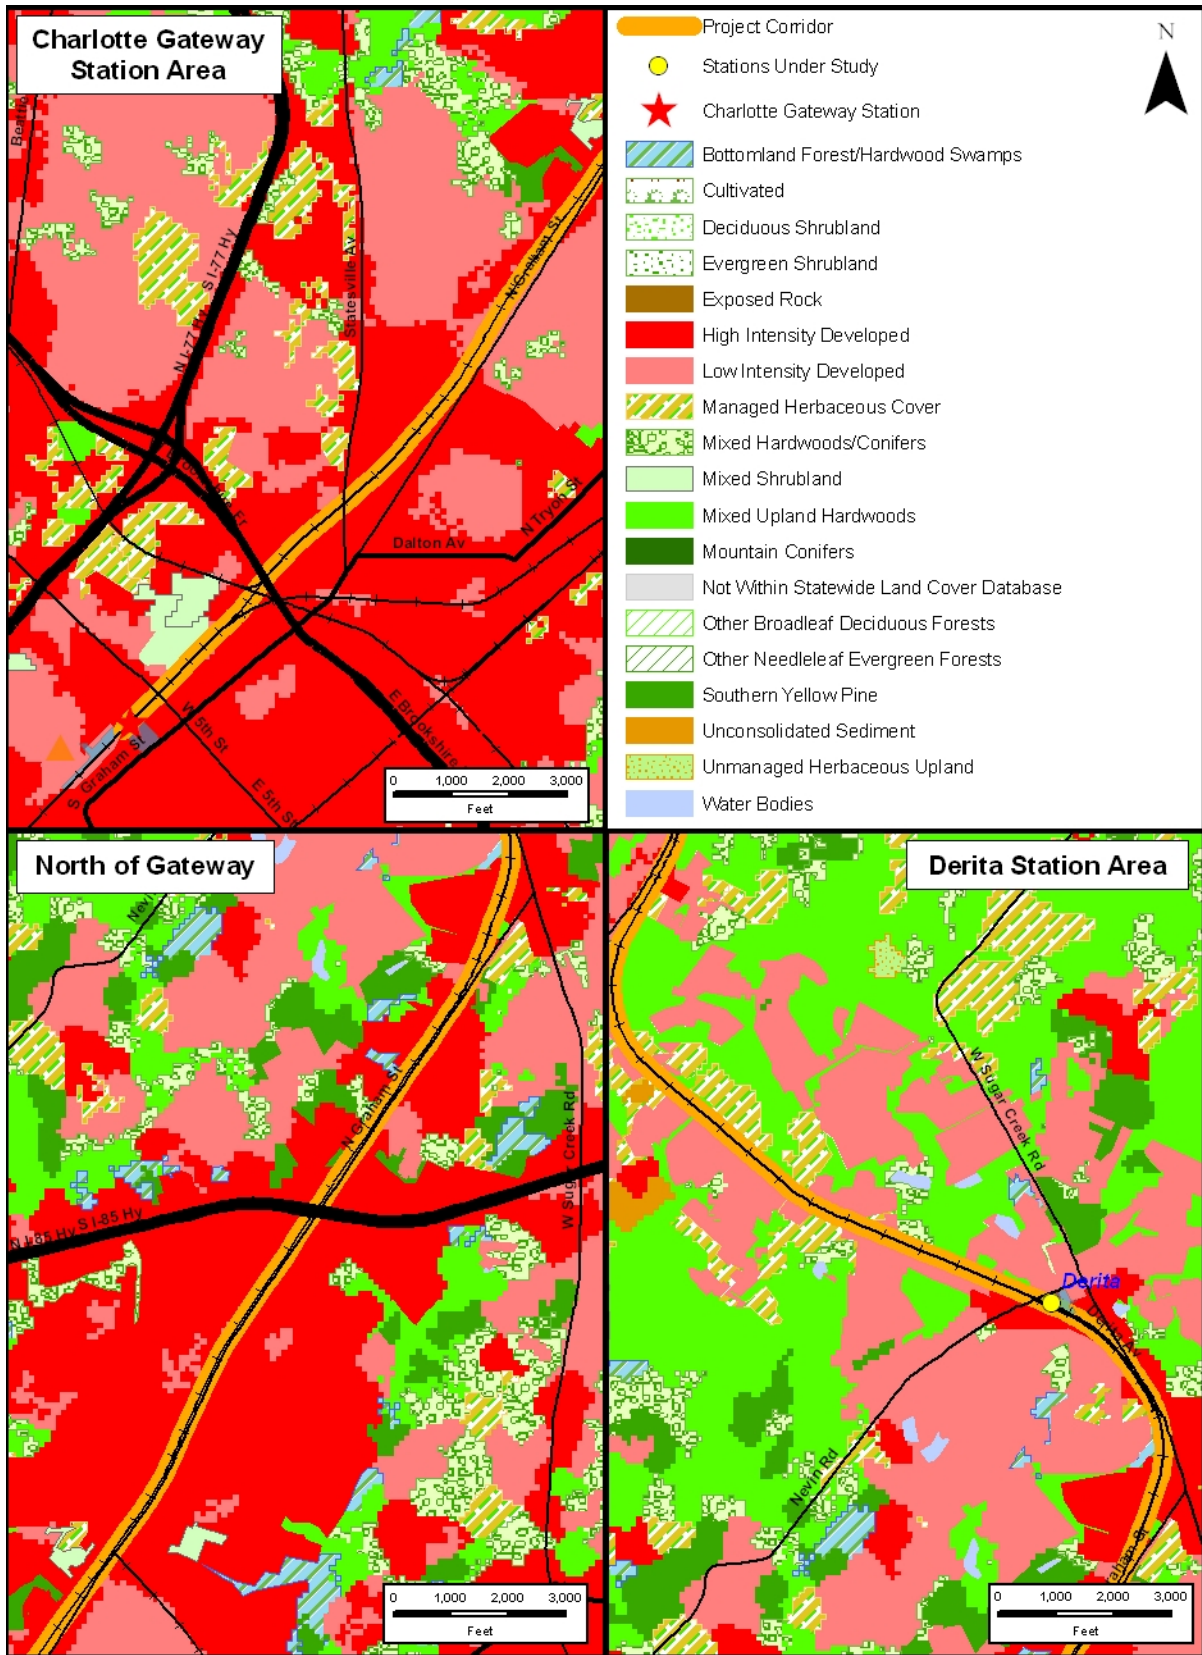 Charlotte Gateway
Station Area
Statesville Av
N Graham St
S I-77 Hy
N I-77 Hy
Dalton Av
N Tryon St
W 5th St
E 5th St
E Brookshire
S Graham St
0 1,000 2,000 3,000
Feet
N
Project Corridor
Stations Under Study
Charlotte Gateway Station
Bottomland Forest/Hardwood Swamps
Cultivated
Deciduous Shrubland
Evergreen Shrubland
Exposed Rock
High Intensity Developed
Low Intensity Developed
Managed Herbaceous Cover
Mixed Hardwoods/Conifers
Mixed Shrubland
Mixed Upland Hardwoods
Mountain Conifers
Not Within Statewide Land Cover Database
Other Broadleaf Deciduous Forests
Other Needleleaf Evergreen Forests
Southern Yellow Pine
Unconsolidated Sediment
Unmanaged Herbaceous Upland
Water Bodies
North of Gateway
Nevin
N Graham St
W Sugar Creek Rd
N I-85 Hy
S I-85 Hy
0 1,000 2,000 3,000
Feet
Derita Station Area
W Sugar Creek Rd
Derita
Derita Av
Nevin Rd
raham St
0 1,000 2,000 3,000
Feet